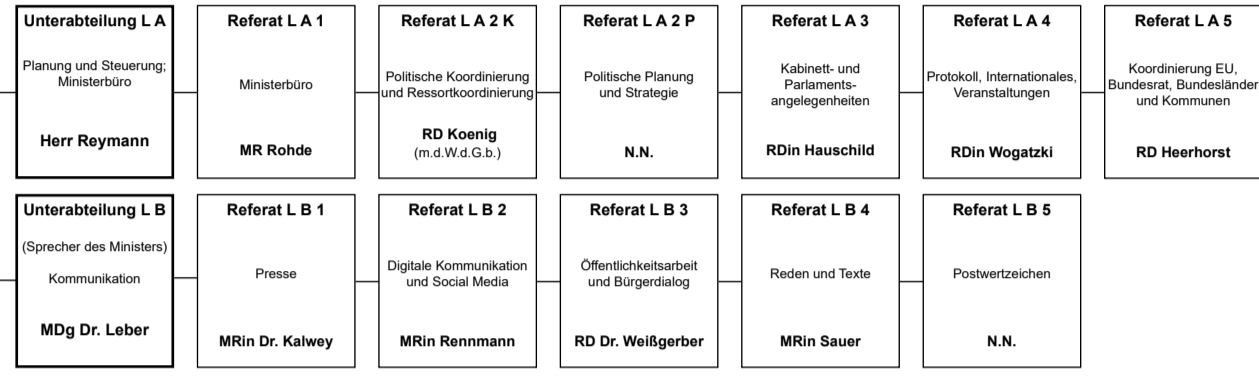 Unterabteilung L A
Planung und Steuerung;
Ministerbüro
Herr Reymann
Referat L A 1
Ministerbüro
MR Rohde
Referat L A 2 K
Politische Koordinierung
und Ressortkoordinierung
RD Koenig
(m.d.W.d.G.b.)
Referat L A 2 P
Politische Planung
und Strategie
N.N.
Referat L A 3
Kabinett- und
Parlaments-
angelegenheiten
RDin Hauschild
Referat L A 4
Protokoll, Internationales,
Veranstaltungen
RDin Wogatzki
Referat L A 5
Koordinierung EU,
Bundesrat, Bundesländer
und Kommunen
RD Heerhorst
Unterabteilung L B
(Sprecher des Ministers)
Kommunikation
MDg Dr. Leber
Referat L B 1
Presse
MRin Dr. Kalwey
Referat L B 2
Digitale Kommunikation
und Social Media
MRin Rennmann
Referat L B 3
Öffentlichkeitsarbeit
und Bürgerdialog
RD Dr. Weißgerber
Referat L B 4
Reden und Texte
MRin Sauer
Referat L B 5
Postwertzeichen
N.N.